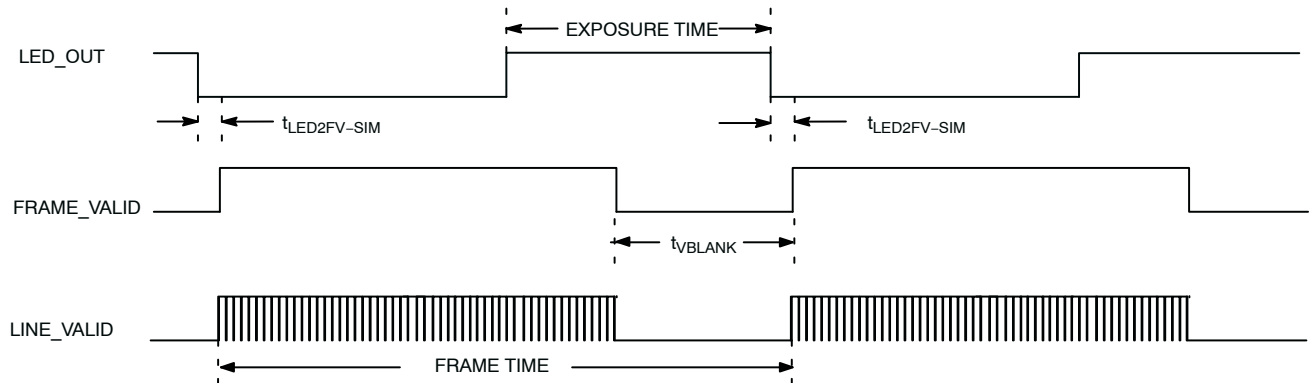 EXPOSURE TIME
LED_OUT
tLED2FV−SIM
tLED2FV−SIM
FRAME_VALID
tVBLANK
LINE_VALID
FRAME TIME